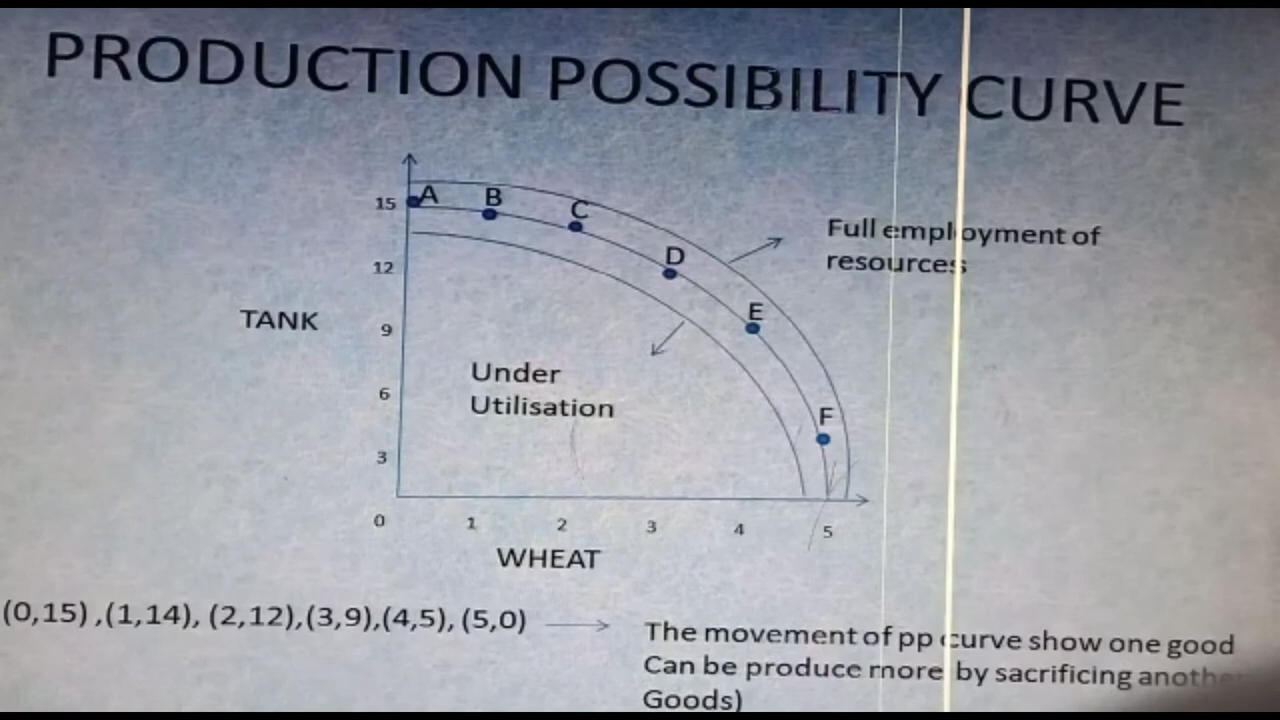 PRODUCTION POSSIBILITY CURVE
A
B
C
D
E
F
15
12
9
6
3
0
1
2
3
4
5
TANK
WHEAT
Full employment of
resources
Under
Utilisation
(0,15) ,(1,14), (2,12),(3,9),(4,5), (5,0)
The movement of pp curve show one good
Can be produce more by sacrificing
Goods)